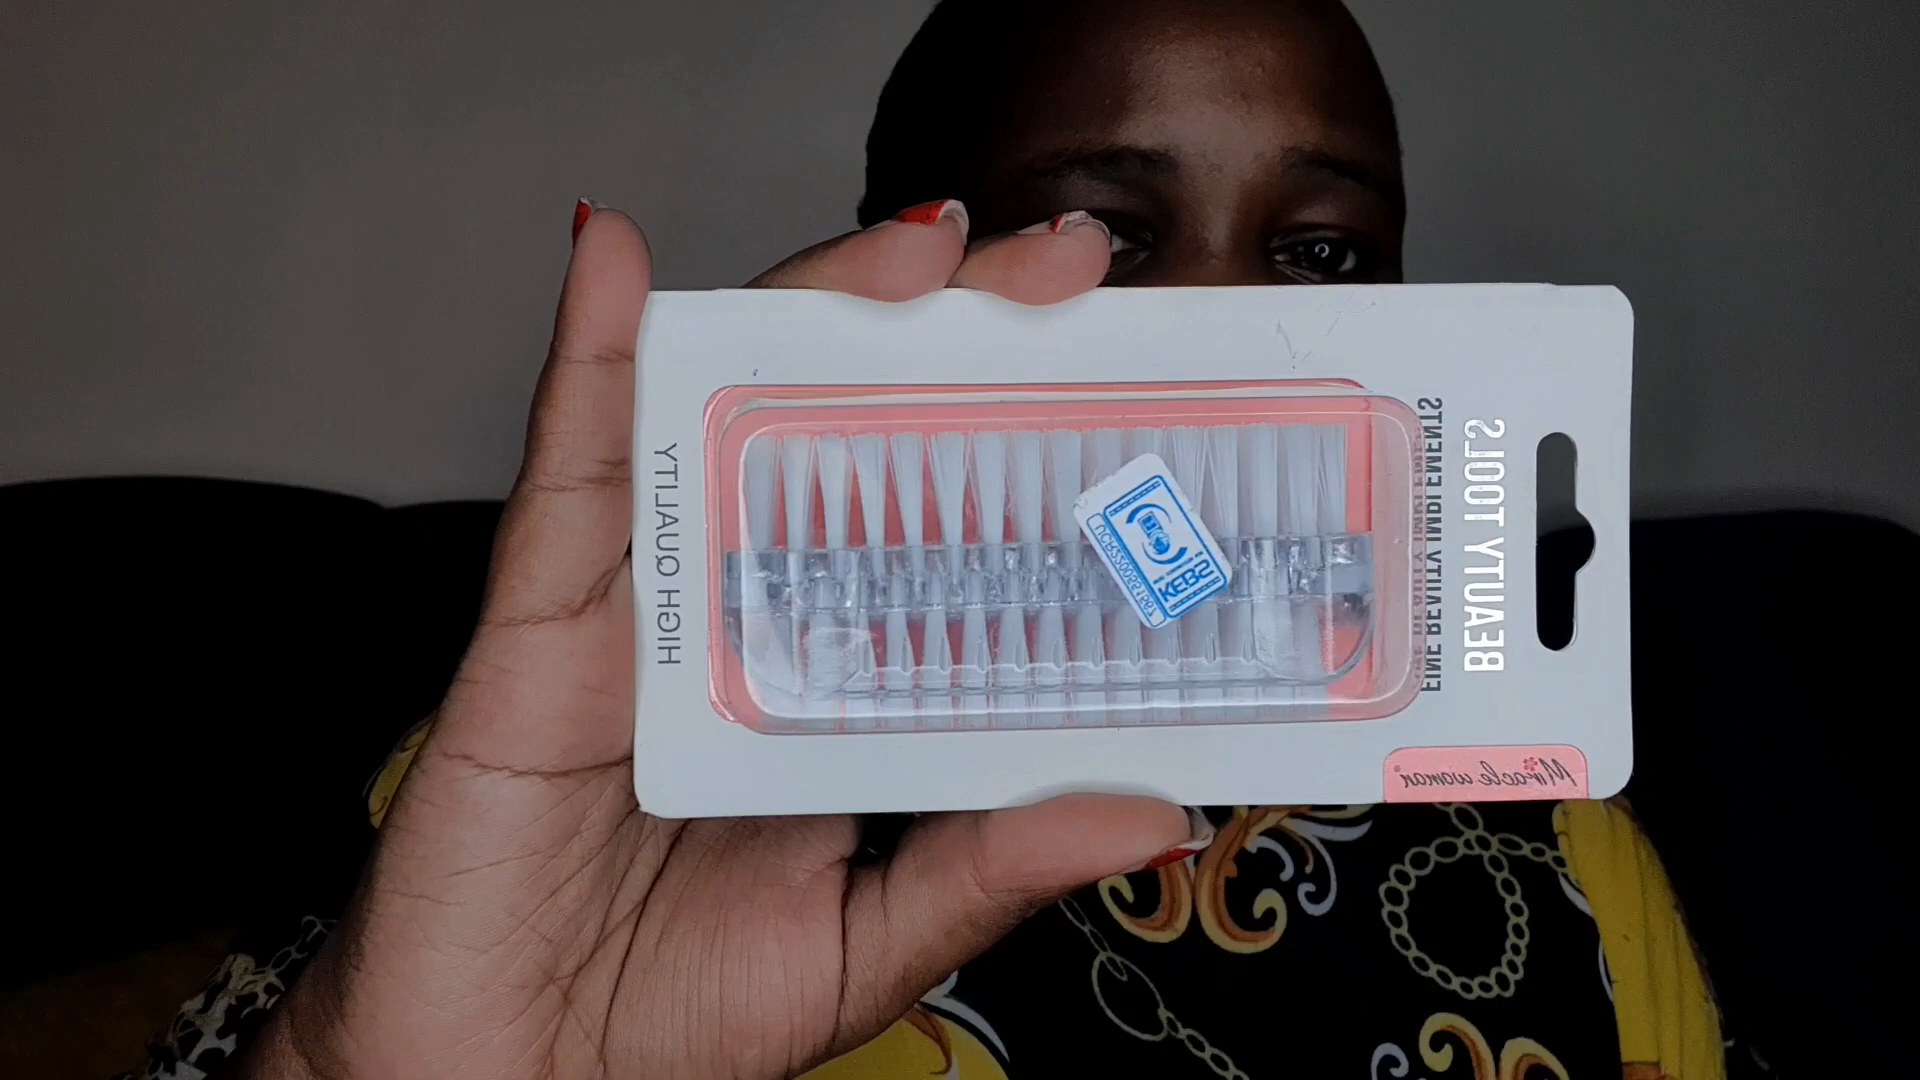 BEAUTY TOOLS
FINE BEAUTY IMPLEMENTS
Miracle woman
KEBS
HIGH QUALITY